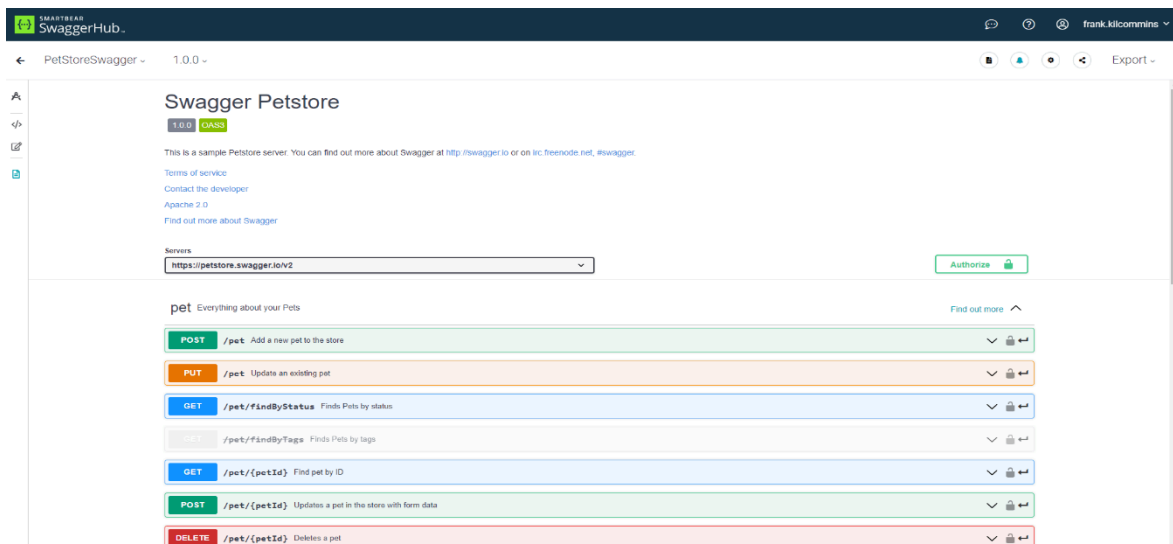 SMARTBEAR
SwaggerHub
frank.kilcommins
PetStoreSwagger
1.0.0
Export
Swagger Petstore
1.0.0 OAS3
This is a sample Petstore server. You can find out more about Swagger at http://swagger.io or on irc.freenode.net, #swagger.
Terms of service
Contact the developer
Apache 2.0
Find out more about Swagger
Servers
https://petstore.swagger.io/v2
Authorize
pet Everything about your Pets
Find out more
POST /pet Add a new pet to the store
PUT /pet Update an existing pet
GET /pet/findByStatus Finds Pets by status
GET /pet/findByTags Finds Pets by tags
GET /pet/{petId} Find pet by ID
POST /pet/{petId} Updates a pet in the store with form data
DELETE /pet/{petId} Deletes a pet